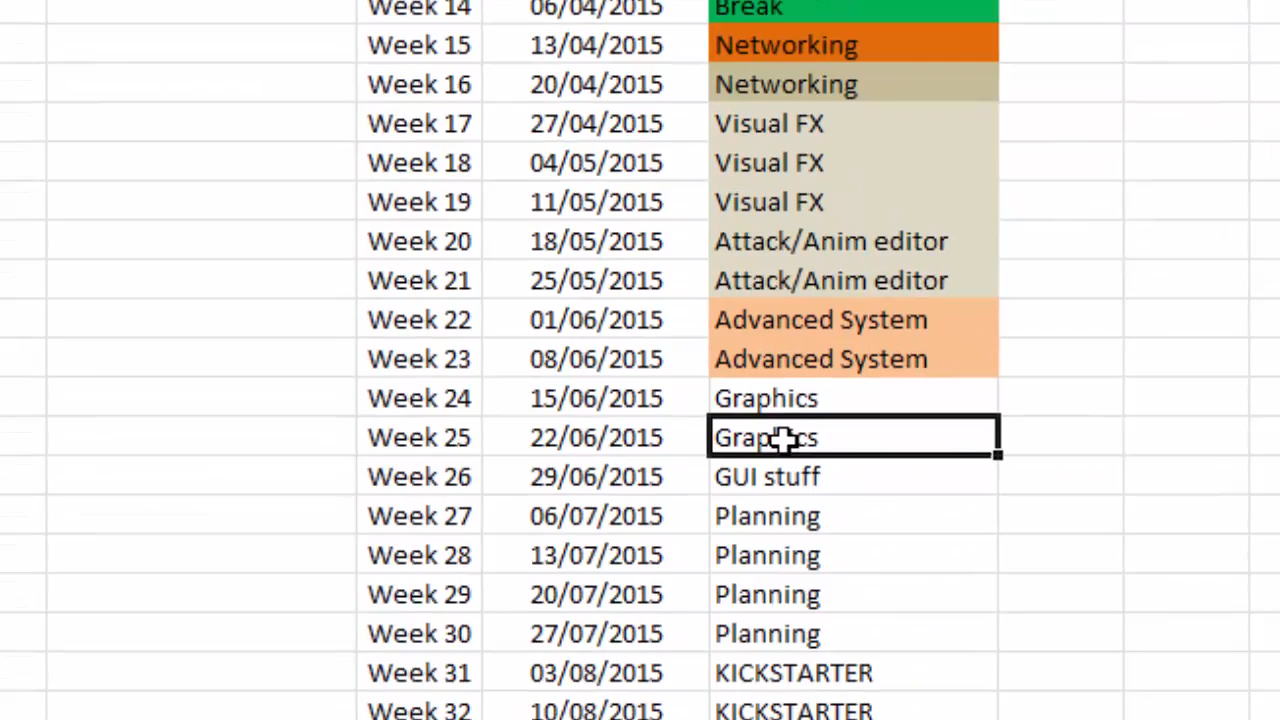 Week 14 06/04/2015 Break
Week 15 13/04/2015 Networking
Week 16 20/04/2015 Networking
Week 17 27/04/2015 Visual FX
Week 18 04/05/2015 Visual FX
Week 19 11/05/2015 Visual FX
Week 20 18/05/2015 Attack/Anim editor
Week 21 25/05/2015 Attack/Anim editor
Week 22 01/06/2015 Advanced System
Week 23 08/06/2015 Advanced System
Week 24 15/06/2015 Graphics
Week 25 22/06/2015 Graphics
Week 26 29/06/2015 GUI stuff
Week 27 06/07/2015 Planning
Week 28 13/07/2015 Planning
Week 29 20/07/2015 Planning
Week 30 27/07/2015 Planning
Week 31 03/08/2015 KICKSTARTER
Week 32 10/08/2015 KICKSTARTER